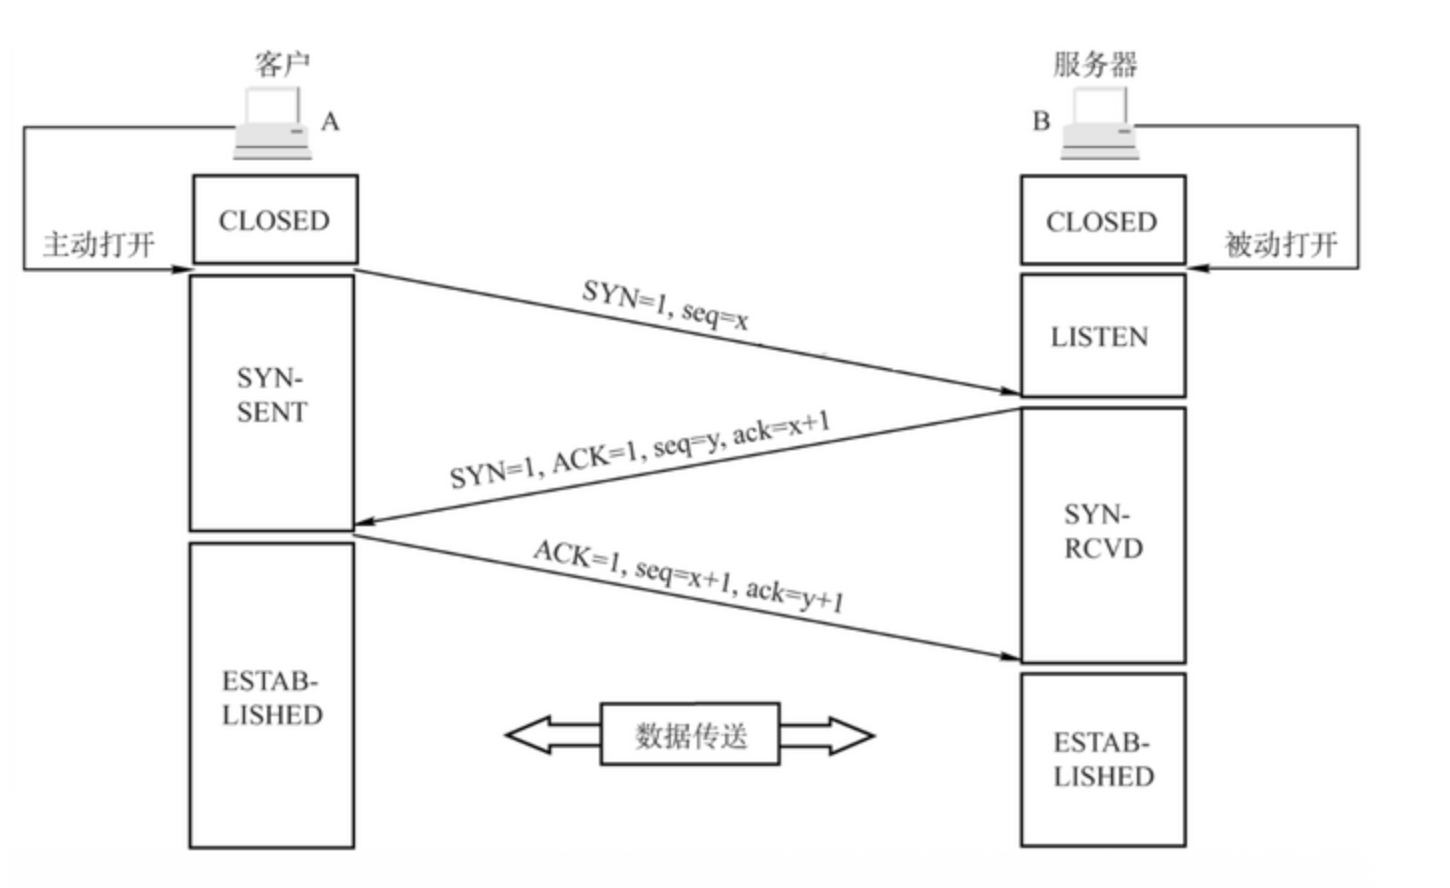 客户
服务器
A
B
CLOSED
CLOSED
主动打开
被动打开
SYN=1, seq=x
LISTEN
SYN-
SENT
SYN=1, ACK=1, seq=y, ack=x+1
SYN-
RCVD
ACK=1, seq=x+1, ack=y+1
ESTAB-
LISHED
数据传送
ESTAB-
LISHED